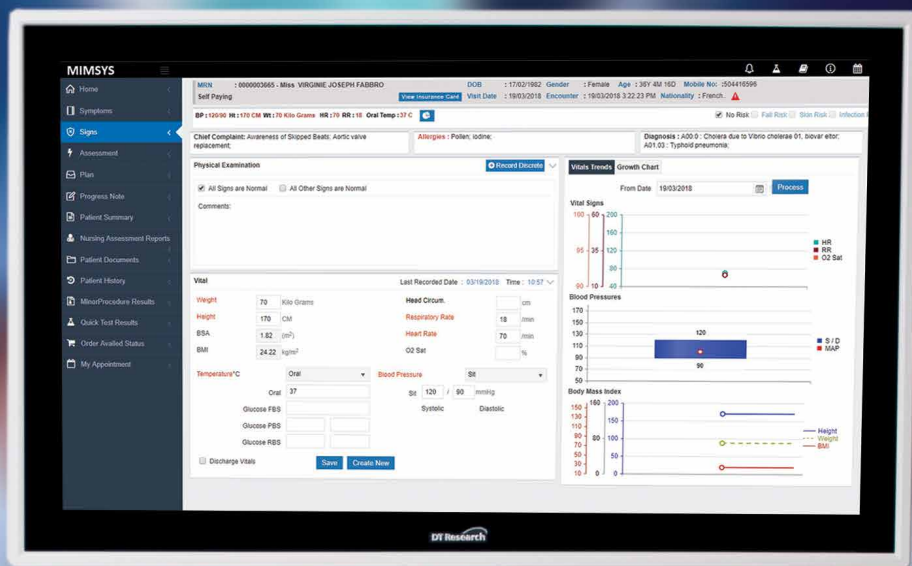 MIMSYS
Home
Symptoms
Signs
Assessment
Plan
Progress Note
Patient Summary
Nursing Assessment Reports
Patient Documents
Patient History
MinorProcedure Results
Quick Test Results
Order Availed Status
My Appointment
MRN : 0000003665 - Miss VIRGINIE JOSEPH FABBRO DOB : 17/02/1982 Gender : Female Age : 36Y 4M 16D Mobile No: :504416596
Self Paying View Insurance Card Visit Date : 19/03/2018 Encounter : 19/03/2018 3:22:23 PM Nationality : French.
BP : 120/90 Ht : 170 CM Wt : 70 Kilo Grams HR : 70 RR : 18 Oral Temp : 37 C No Risk Fall Risk Skin Risk Infection
Chief Complaint: Awareness of Skipped Beats; Aortic valve replacement;
Allergies : Pollen; Iodine;
Diagnosis : A00.0 : Cholera due to Vibrio cholerae 01, biovar eltor; A01.03 : Typhoid pneumonia;
Physical Examination Record Discrete
All Signs are Normal All Other Signs are Normal
Comments:
Vital Last Recorded Date : 03/19/2018 Time : 10:57
Weight 70 Kilo Grams Head Circum. cm
Height 170 CM Respiratory Rate 18 /min
BSA 1.82 (m²) Heart Rate 70 /min
BMI 24.22 kg/m² O2 Sat %
Temperature°C Oral Blood Pressure Sit
Oral 37 Sit 120 / 90 mmHg
Glucose FBS Systolic Diastolic
Glucose PBS
Glucose RBS
Discharge Vitals Save Create New
Vitals Trends Growth Chart
From Date 19/03/2018 Process
Vital Signs
100 60 200
160
95 35 120
80
90 10 40
HR
RR
O2 Sat
Blood Pressures
170
150
130
110
90
70
50
120
90
S / D
MAP
Body Mass Index
150 160 200
130
110 150
90 80 100
70
50 50
30
10 0 0
Height
Weight
BMI
DT Research